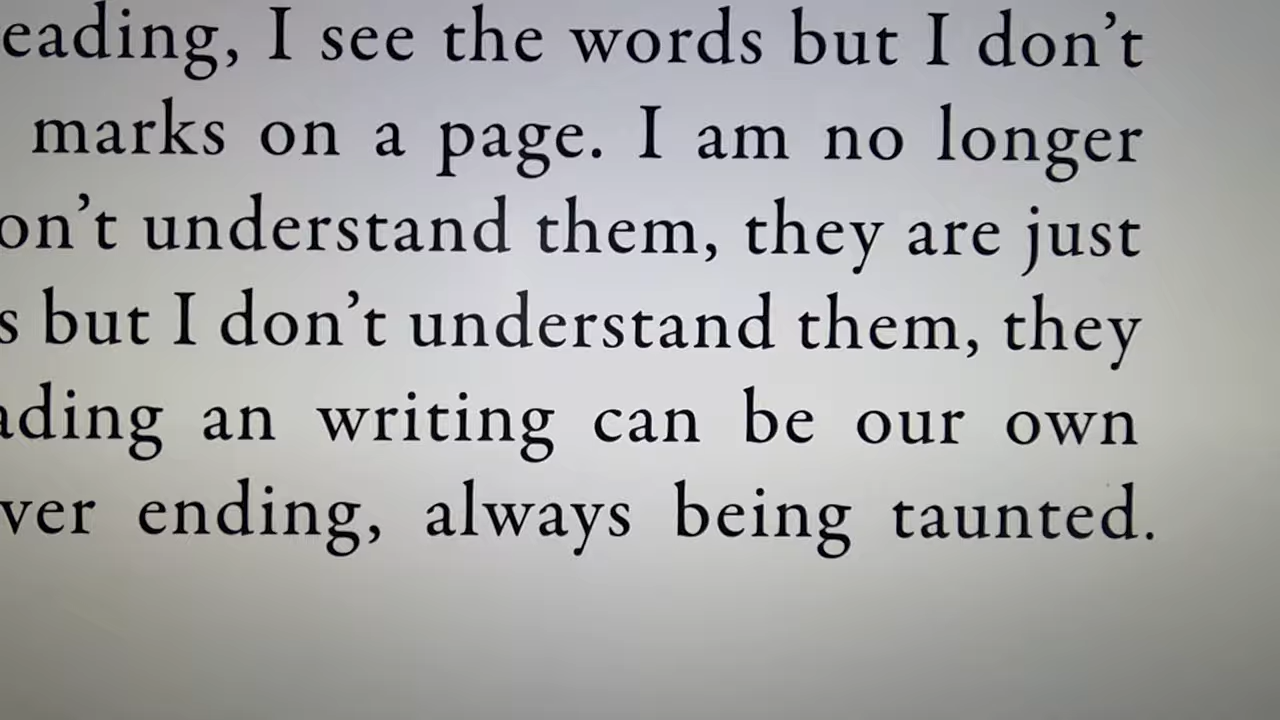 eading, I see the words but I don't
marks on a page. I am no longer
on't understand them, they are just
s but I don't understand them, they
ading an writing can be our own
ver ending, always being taunted.